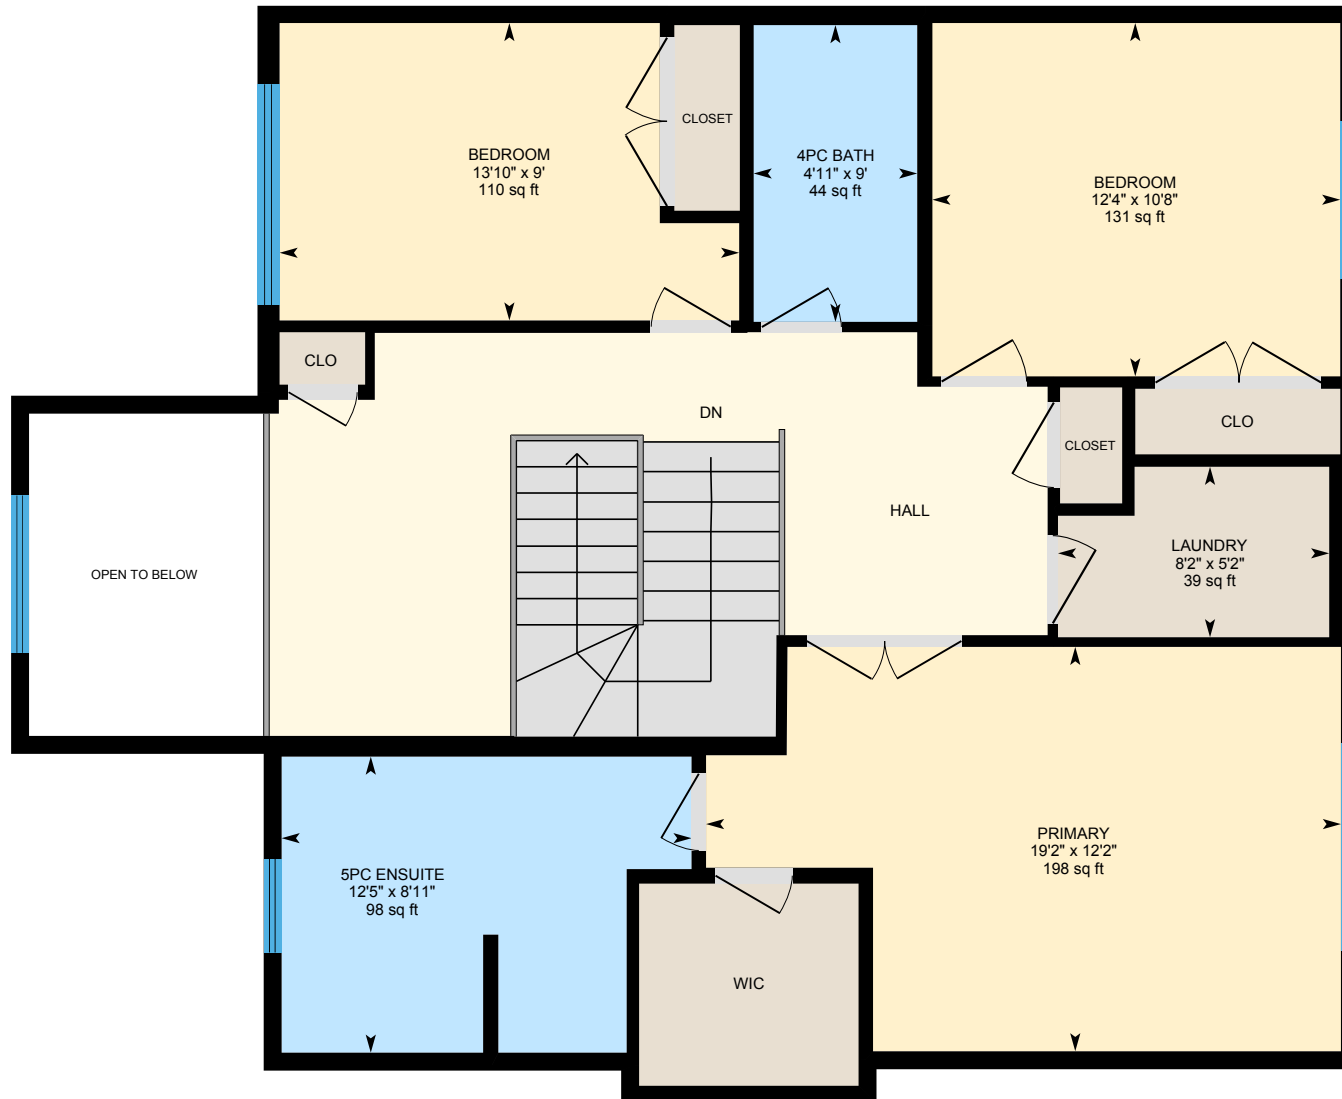 BEDROOM
13'10" x 9'
110 sq ft
CLOSET
4PC BATH
4'11" x 9'
44 sq ft
BEDROOM
12'4" x 10'8"
131 sq ft
CLO
DN
CLO
CLOSET
HALL
LAUNDRY
8'2" x 5'2"
39 sq ft
OPEN TO BELOW
PRIMARY
19'2" x 12'2"
198 sq ft
5PC ENSUITE
12'5" x 8'11"
98 sq ft
WIC